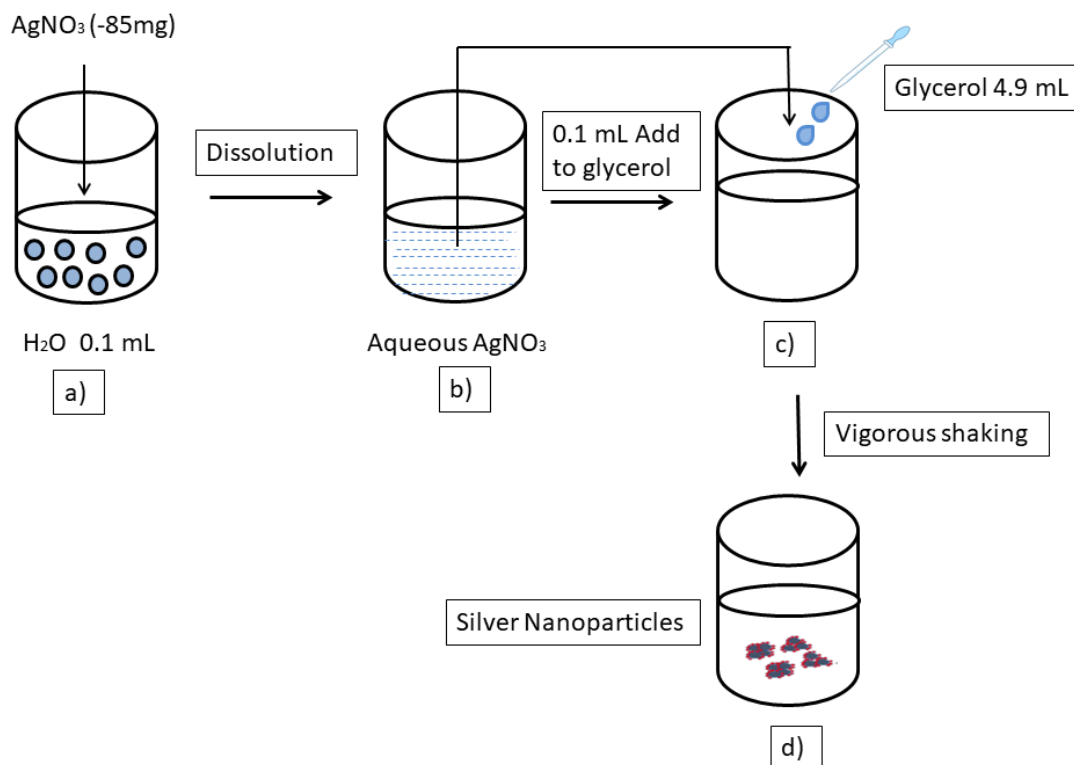 AgNO₃ (-85mg)
Dissolution
0.1 mL Add
to glycerol
Glycerol 4.9 mL
H₂O 0.1 mL
Aqueous AgNO₃
a)
b)
c)
Vigorous shaking
Silver Nanoparticles
d)